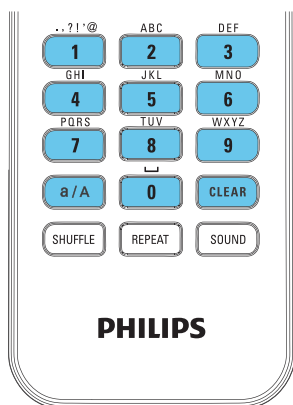 .,?!'@ ABC DEF
1 2 3
GHI JKL MNO
4 5 6
PQRS TUV WXYZ
7 8 9
a/A 0 CLEAR
SHUFFLE REPEAT SOUND
PHILIPS